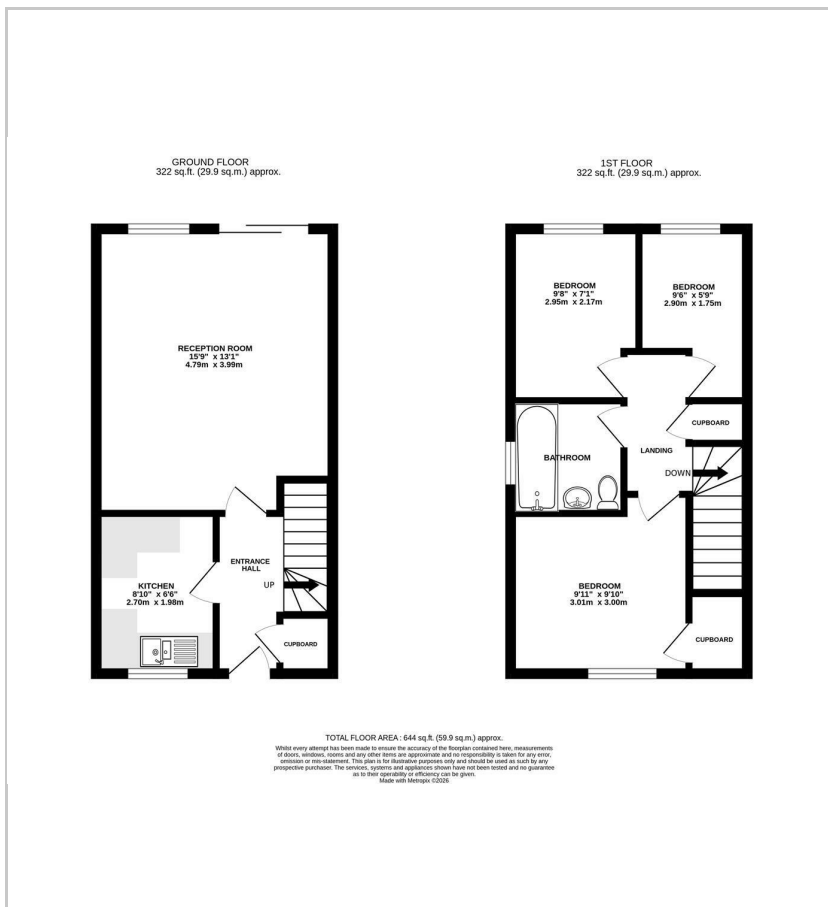 GROUND FLOOR
322 sq.ft. (29.9 sq.m.) approx.
RECEPTION ROOM
15'9" x 13'1"
4.79m x 3.99m
KITCHEN
8'10" x 6'6"
2.70m x 1.98m
ENTRANCE
HALL
UP
CUPBOARD
1ST FLOOR
322 sq.ft. (29.9 sq.m.) approx.
BEDROOM
9'8" x 7'1"
2.95m x 2.17m
BEDROOM
9'6" x 5'9"
2.90m x 1.75m
CUPBOARD
BATHROOM
LANDING
DOWN
BEDROOM
9'11" x 9'10"
3.01m x 3.00m
CUPBOARD
TOTAL FLOOR AREA : 644 sq.ft. (59.9 sq.m.) approx.
Whilst every attempt has been made to ensure the accuracy of the floorplan contained here, measurements
of doors, windows, rooms and any other items are approximate and no responsibility is taken for any error,
omission or mis-statement. This plan is for illustrative purposes only and should be used as such by any
prospective purchaser. The services, systems and appliances shown have not been tested and no guarantee
as to their operability or efficiency can be given.
Made with Metropix ©2026